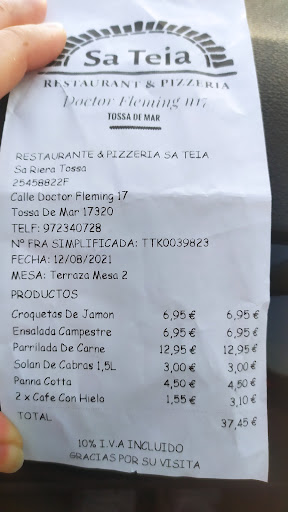 Sa Teia
RESTAURANT & PIZZERIA
Doctor Fleming nº17
TOSSA DE MAR
RESTAURANTE & PIZZERIA SA TEIA
Sa Riera Tossa
25458822F
Calle Doctor Fleming 17
Tossa De Mar 17320
TELF: 972340728
Nº FRA SIMPLIFICADA: TTK0039823
FECHA: 12/08/2021
MESA: Terraza Mesa 2
PRODUCTOS
Croquetas De Jamon 6,95 € 6,95 €
Ensalada Campestre 6,95 € 6,95 €
Parrilada De Carne 12,95 € 12,95 €
Solan De Cabras 1,5L 3,00 € 3,00 €
Panna Cotta 4,50 € 4,50 €
2 x Cafe Con Hielo 1,55 € 3,10 €
TOTAL 37,45 €
10% I.V.A INCLUIDO
GRACIAS POR SU VISITA